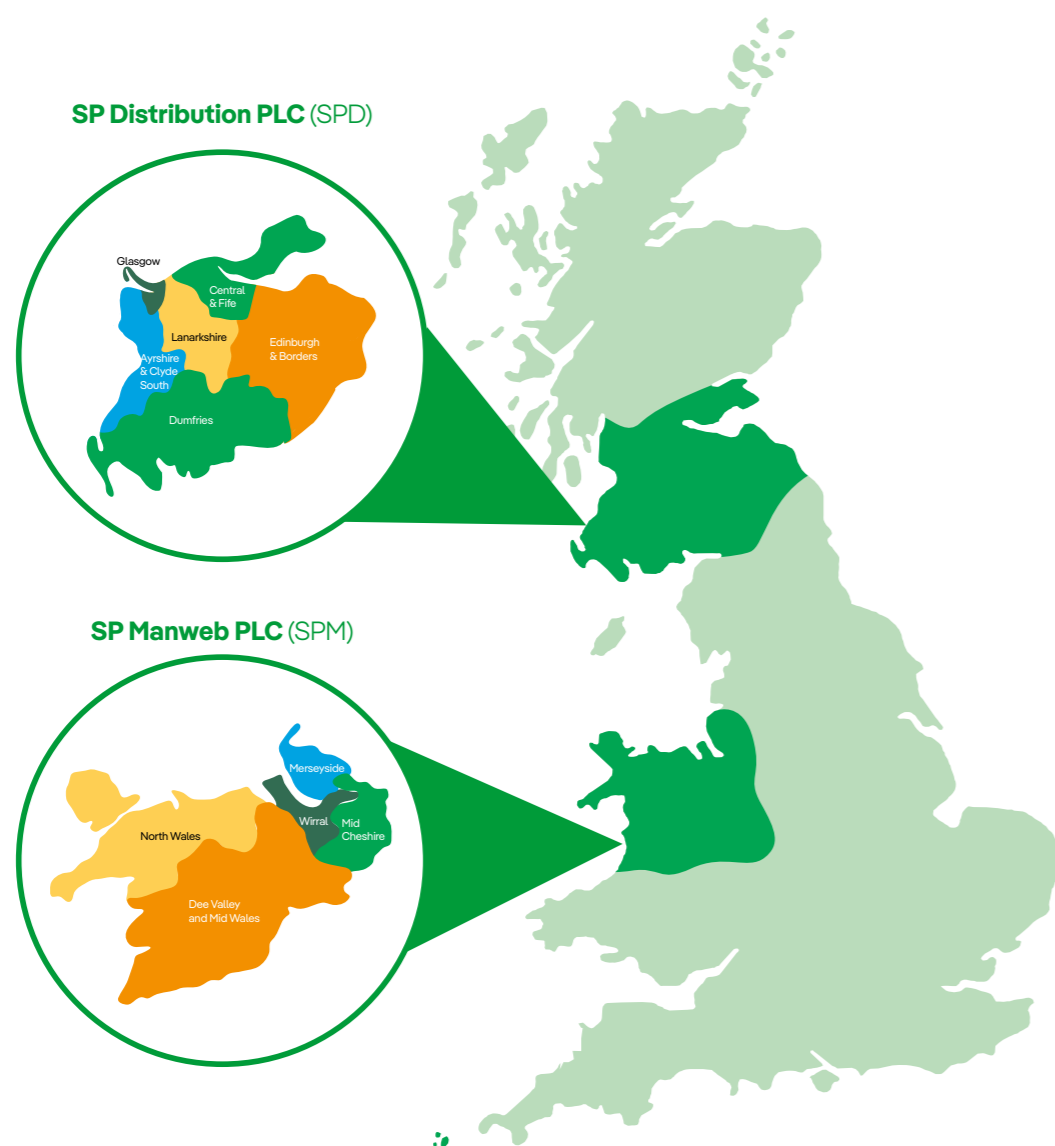 SP Distribution PLC (SPD)
Glasgow
Central
& Fife
Lanarkshire
Edinburgh
& Borders
Ayrshire
& Clyde
South
Dumfries
SP Manweb PLC (SPM)
Merseyside
Wirral
Mid
Cheshire
North Wales
Dee Valley
and Mid Wales